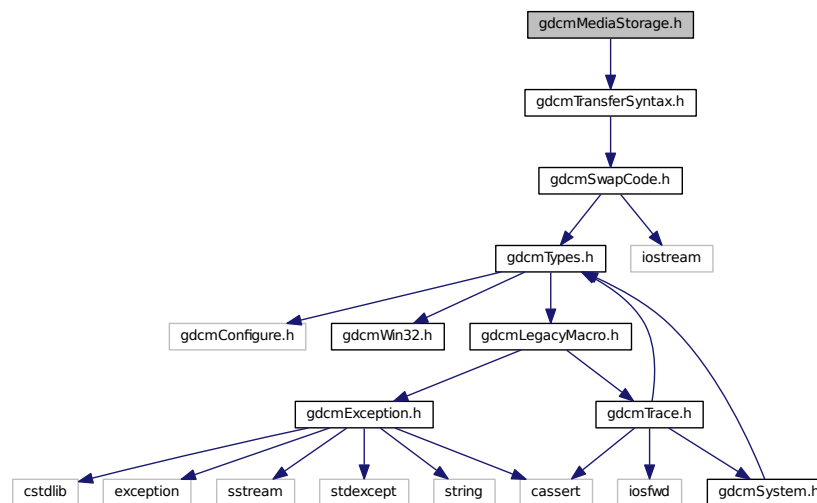 gdcmMediaStorage.h
gdcmTransferSyntax.h
gdcmSwapCode.h
gdcmTypes.h
iostream
gdcmConfigure.h
gdcmWin32.h
gdcmLegacyMacro.h
gdcmException.h
gdcmTrace.h
cstdlib
exception
sstream
stdexcept
string
cassert
iosfwd
gdcmSystem.h